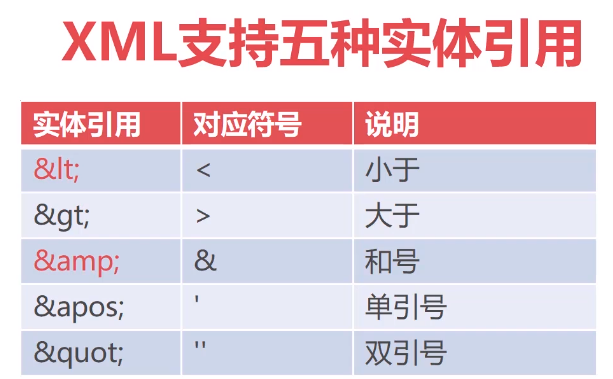 XML支持五种实体引用
实体引用 对应符号 说明
&lt; < 小于
&gt; > 大于
&amp; & 和号
&apos; ' 单引号
&quot; '' 双引号